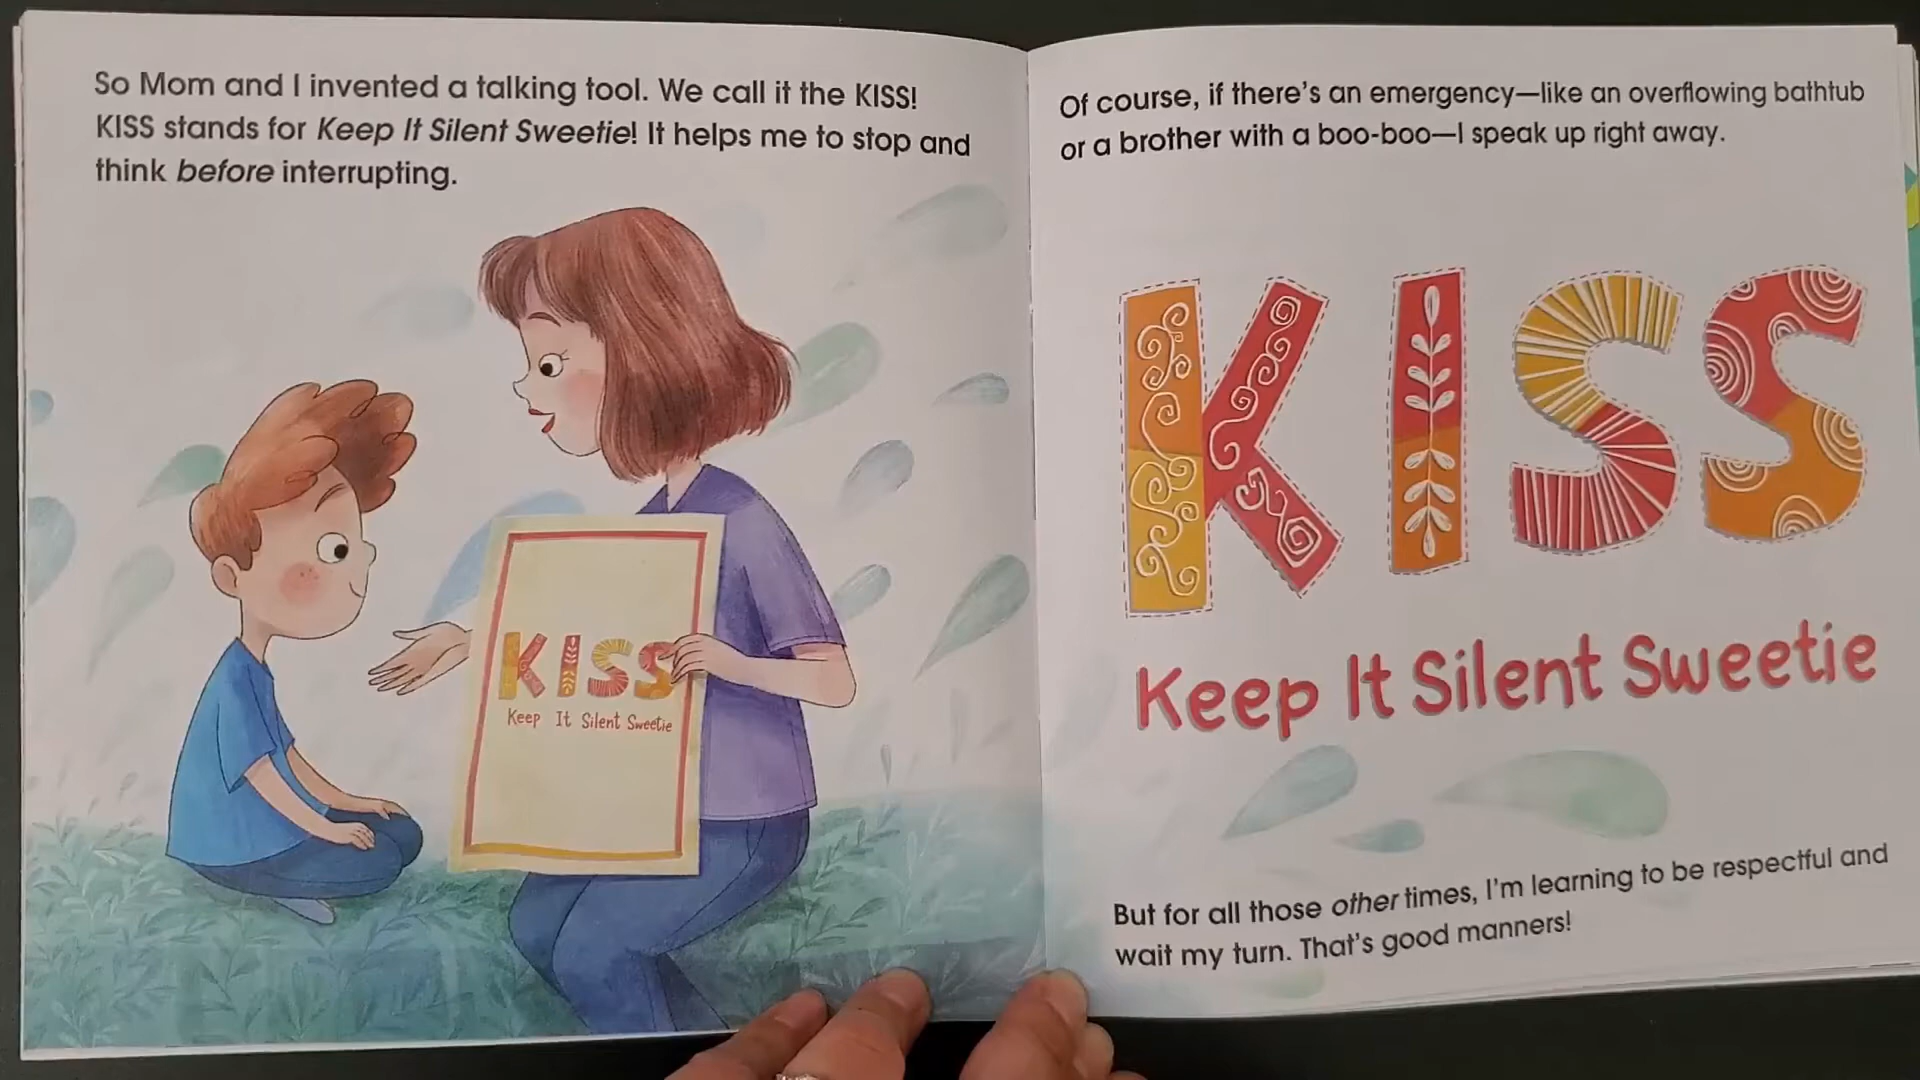 So Mom and I invented a talking tool. We call it the KISS!
KISS stands for Keep It Silent Sweetie! It helps me to stop and
think before interrupting.
KISS
Keep It Silent Sweetie
Of course, if there's an emergency—like an overflowing bathtub
or a brother with a boo-boo—I speak up right away.
KISS
Keep It Silent Sweetie
But for all those other times, I'm learning to be respectful and
wait my turn. That's good manners!